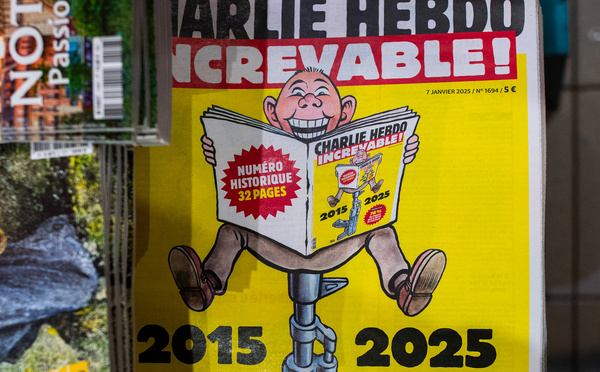 NOT
Passio
CHARLIE HEBDO
INCREVABLE!
7 JANVIER 2025 / N° 1694 / 5 €
NUMÉRO
HISTORIQUE
32 PAGES
CHARLIE HEBDO
INCREVABLE!
2015 2025
2015 2025